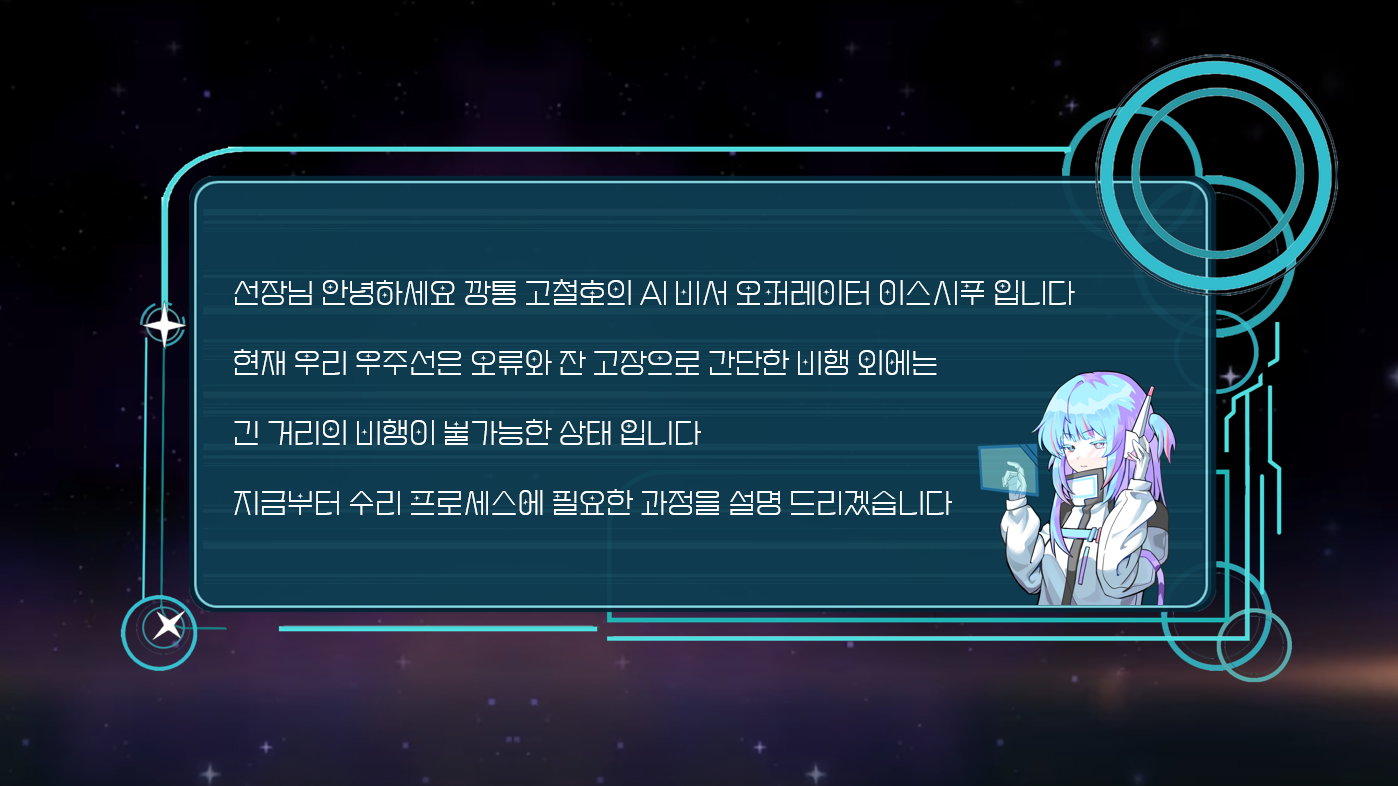 선장님 안녕하세요 깡통 고철호의 AI 비서 오퍼레이터 이스시푸 입니다
현재 우리 우주선은 오류와 잔 고장으로 간단한 비행 외에는
긴 거리의 비행이 불가능한 상태 입니다
지금부터 수리 프로세스에 필요한 과정을 설명 드리겠습니다